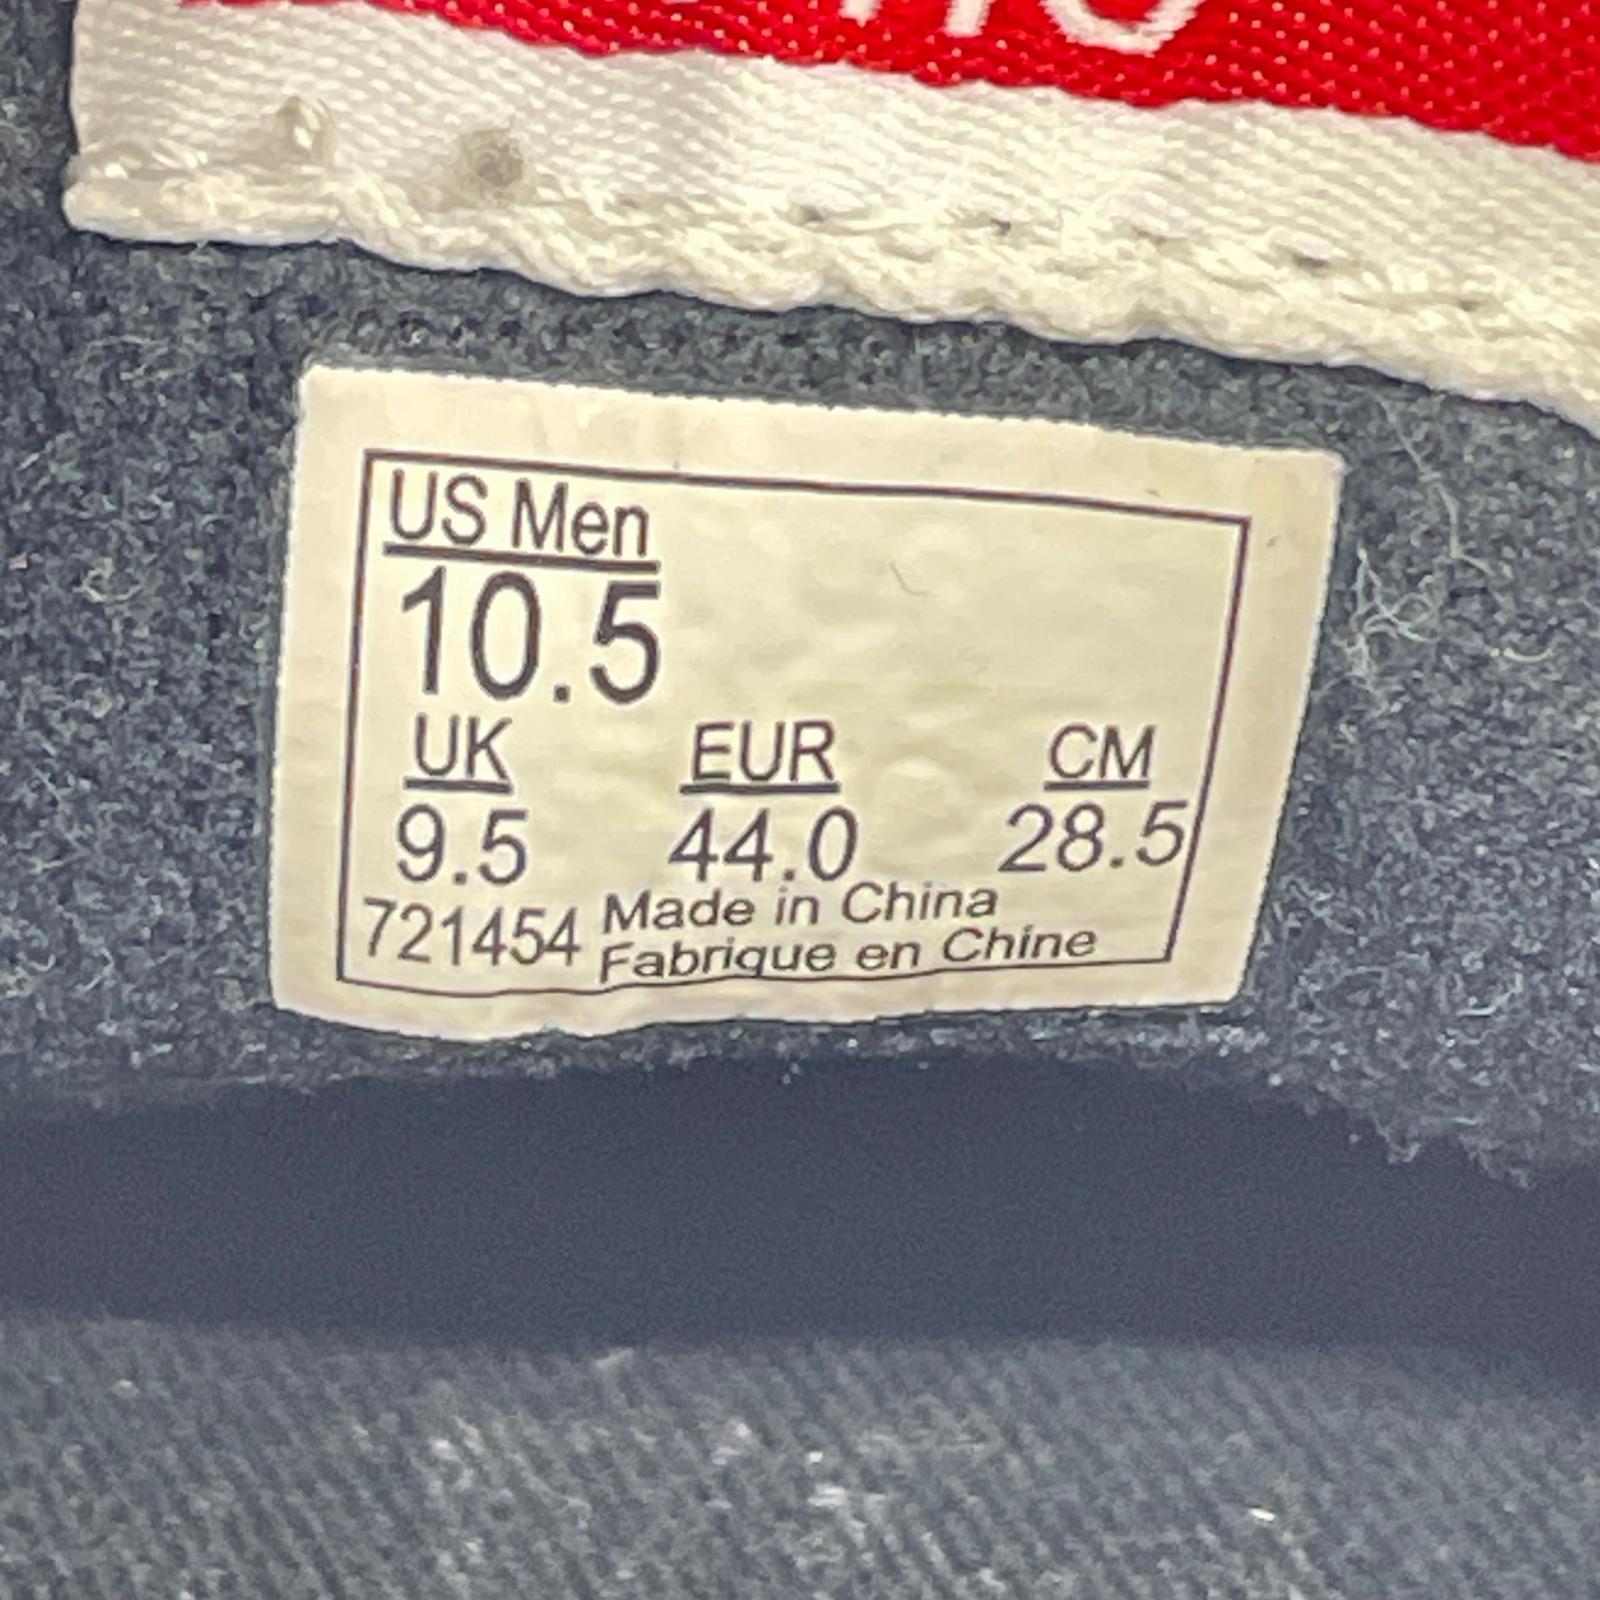 US Men
10.5
UK EUR CM
9.5 44.0 28.5
721454 Made in China
Fabrique en Chine